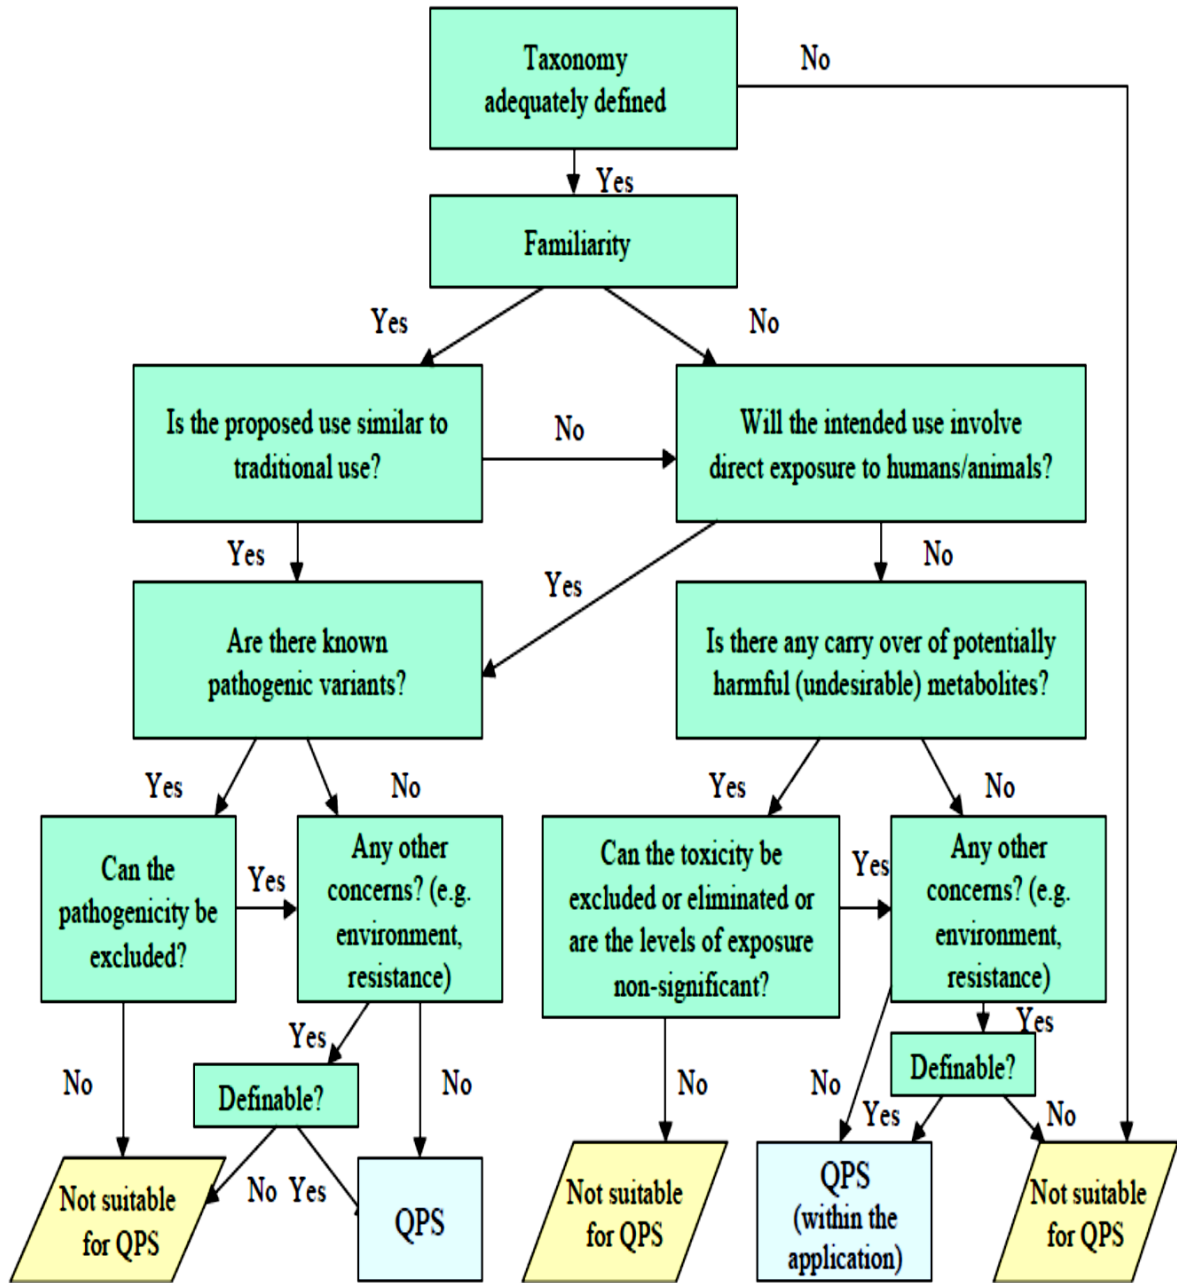 Taxonomy
adequately defined
No
Yes
Familiarity
Yes
No
Is the proposed use similar to
traditional use?
No
Will the intended use involve
direct exposure to humans/animals?
Yes
Yes
No
Are there known
pathogenic variants?
Is there any carry over of potentially
harmful (undesirable) metabolites?
Yes
No
Yes
No
Can the
pathogenicity be
excluded?
Yes
Any other
concerns? (e.g.
environment,
resistance)
Can the toxicity be
excluded or eliminated or
are the levels of exposure
non-significant?
Yes
Any other
concerns? (e.g.
environment,
resistance)
Yes
Yes
No
Definable?
No
No
No
Definable?
Yes
No
Not suitable
for QPS
No
Yes
QPS
Not suitable
for QPS
QPS
(within the
application)
Not suitable
for QPS